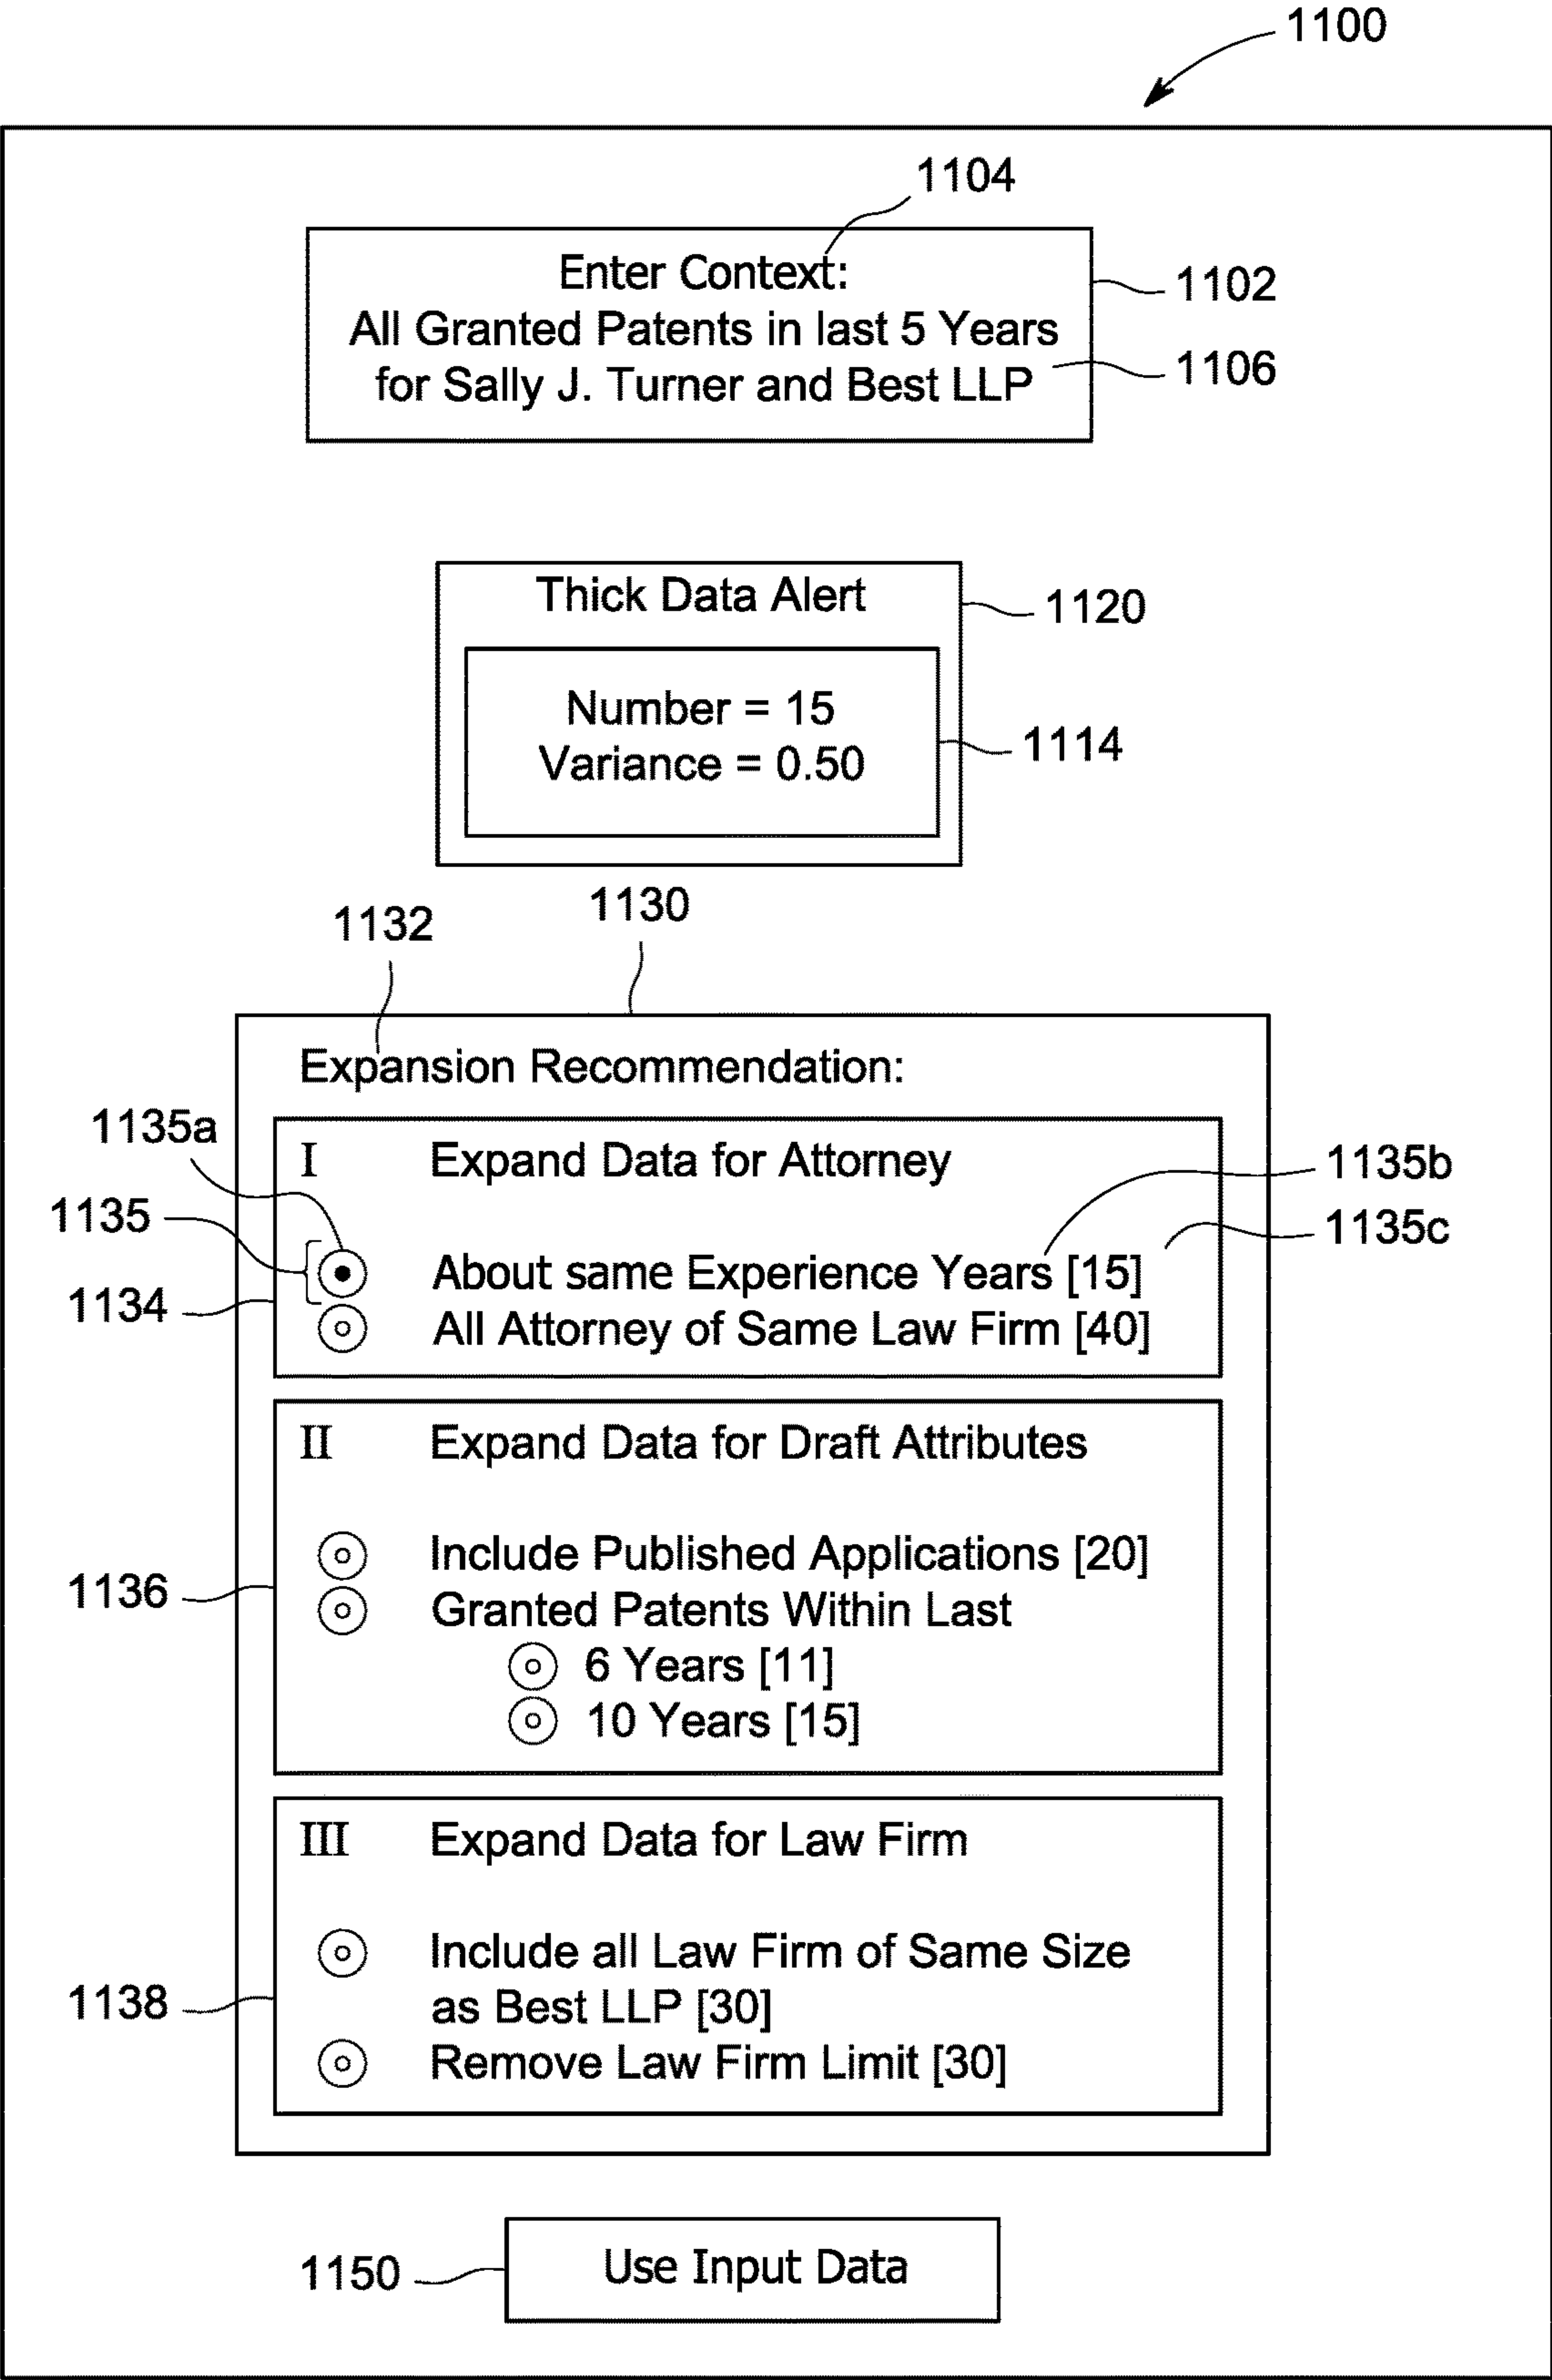 1100
1104
Enter Context:
1102
All Granted Patents in last 5 Years
1106
for Sally J. Turner and Best LLP
Thick Data Alert
1120
Number = 15
1114
Variance = 0.50
1130
1132
Expansion Recommendation:
1135a
I Expand Data for Attorney
1135b
1135
1135c
About same Experience Years [15]
1134
All Attorney of Same Law Firm [40]
II Expand Data for Draft Attributes
Include Published Applications [20]
1136
Granted Patents Within Last
6 Years [11]
10 Years [15]
III Expand Data for Law Firm
Include all Law Firm of Same Size
1138
as Best LLP [30]
Remove Law Firm Limit [30]
1150
Use Input Data